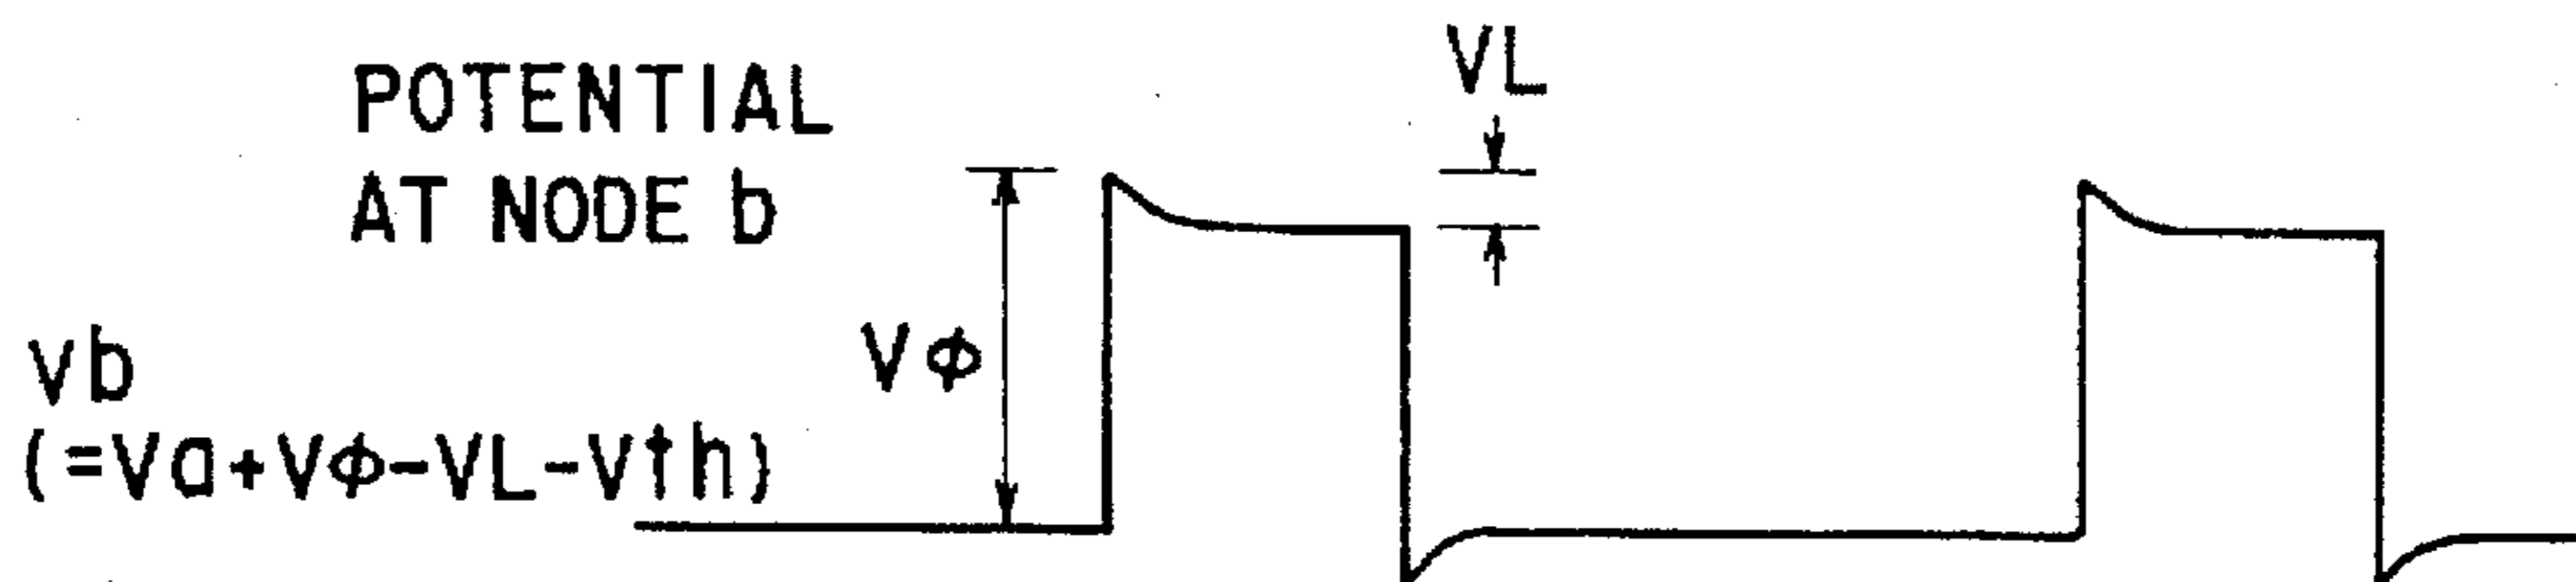 POTENTIAL
AT NODE b
VL
Vφ
Vb
(=Va+Vφ-VL-Vth)